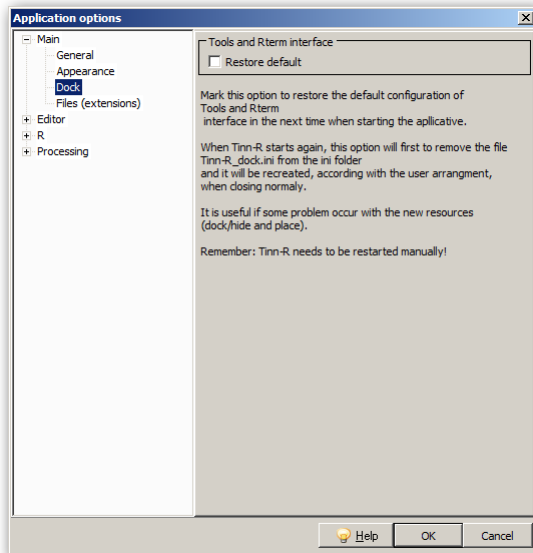 Application options
Main
General
Appearance
Dock
Files (extensions)
Editor
R
Processing
Tools and Rterm interface
Restore default
Mark this option to restore the default configuration of
Tools and Rterm
interface in the next time when starting the apllicative.
When Tinn-R starts again, this option will first to remove the file
Tinn-R_dock.ini from the ini folder
and it will be recreated, according with the user arrangment,
when closing normaly.
It is useful if some problem occur with the new resources
(dock/hide and place).
Remember: Tinn-R needs to be restarted manually!
Help
OK
Cancel